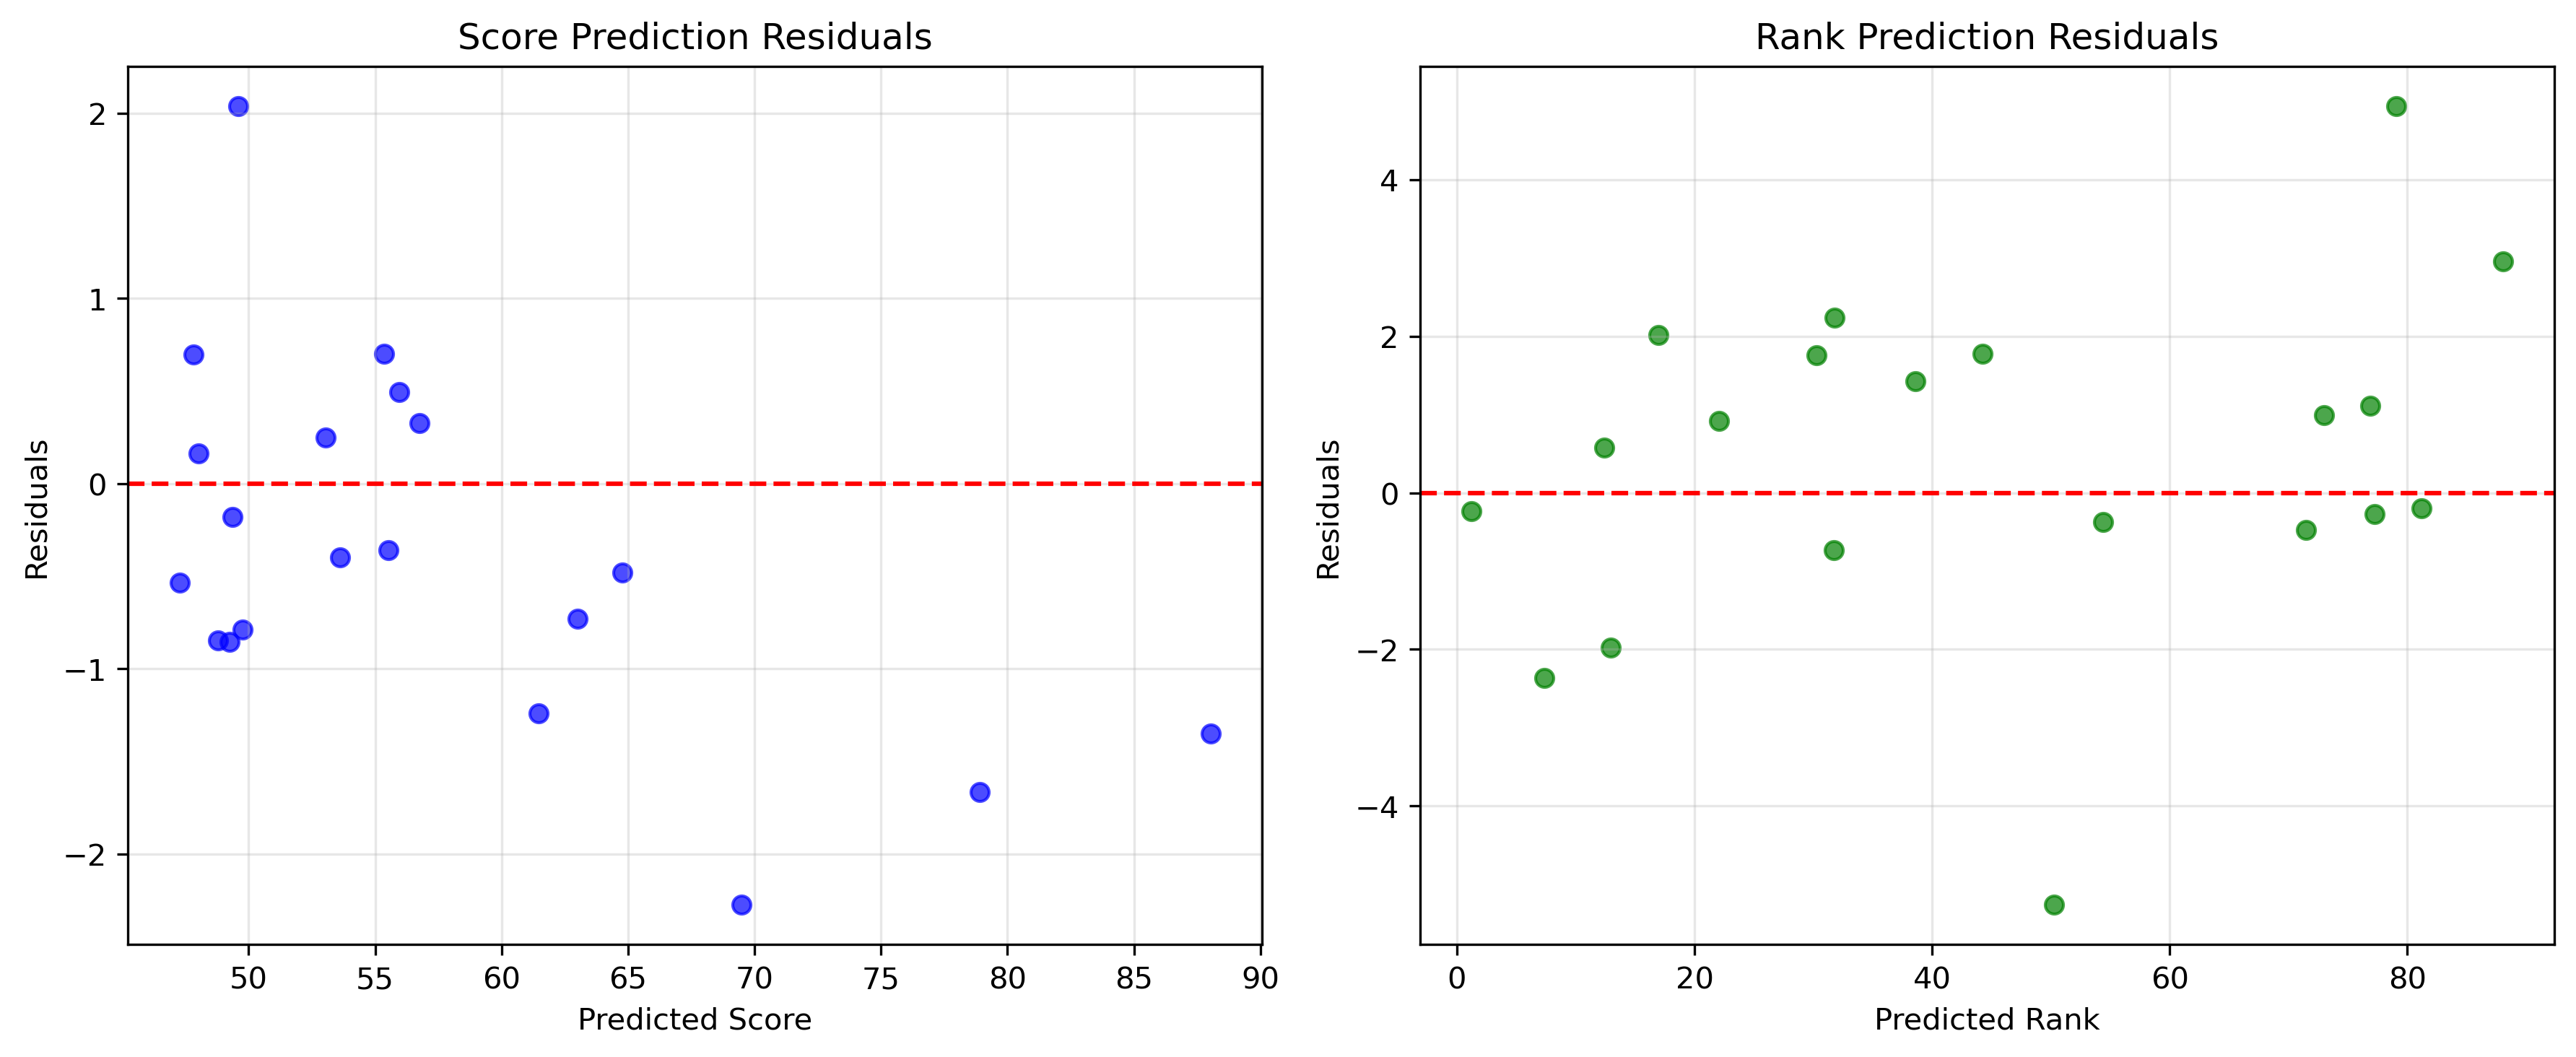 Score Prediction Residuals
2
1
0
−1
−2
Residuals
50 55 60 65 70 75 80 85 90
Predicted Score
Rank Prediction Residuals
4
2
0
−2
−4
Residuals
0 20 40 60 80
Predicted Rank